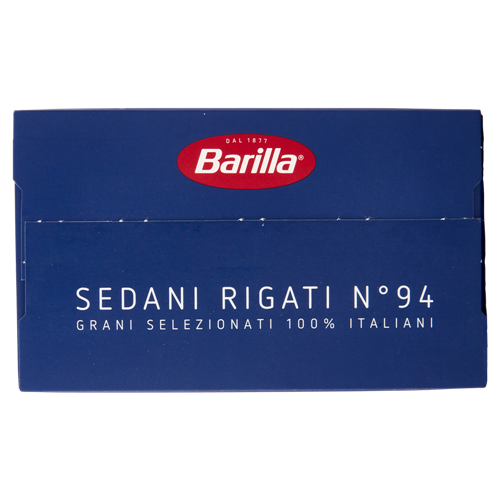 DAL 1877
Barilla®
SEDANI RIGATI N°94
GRANI SELEZIONATI 100% ITALIANI